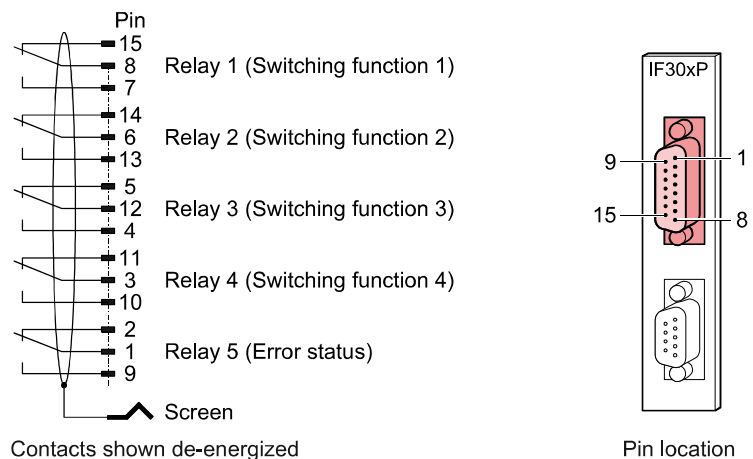 Pin
15
8 Relay 1 (Switching function 1)
7
14
6 Relay 2 (Switching function 2)
13
5
12 Relay 3 (Switching function 3)
4
11
3 Relay 4 (Switching function 4)
10
2
1 Relay 5 (Error status)
9
Screen
Contacts shown de-energized
IF30xP
9 1
15 8
Pin location